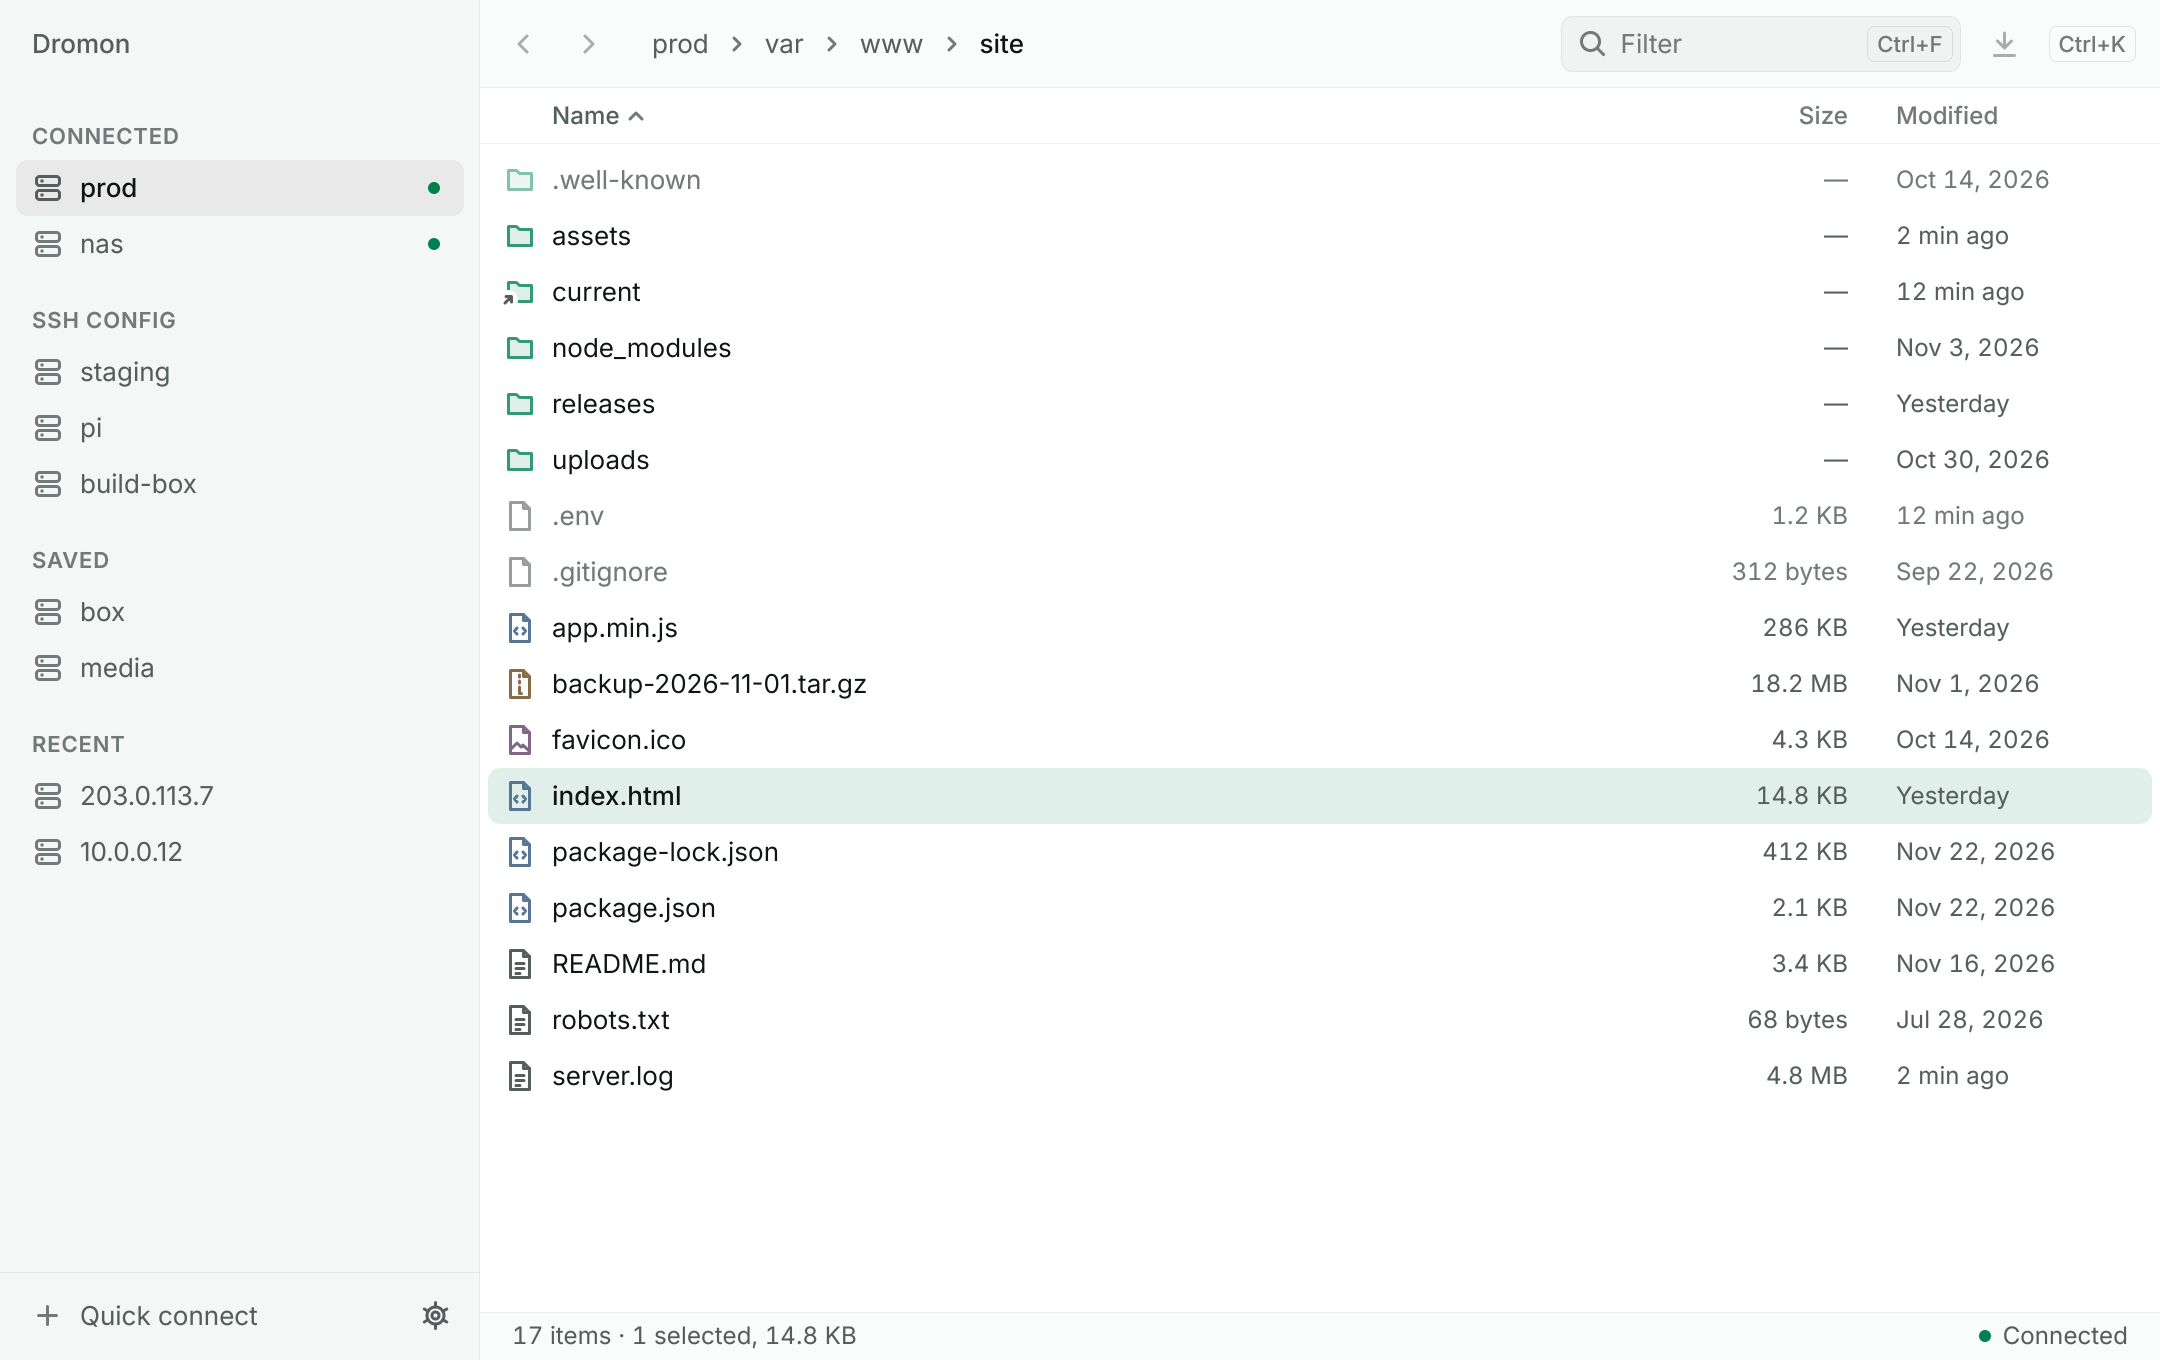 Dromon
CONNECTED
prod
nas
SSH CONFIG
staging
pi
build-box
SAVED
box
media
RECENT
203.0.113.7
10.0.0.12
Quick connect
prod var www site
Filter Ctrl+F Ctrl+K
Name Size Modified
.well-known — Oct 14, 2026
assets — 2 min ago
current — 12 min ago
node_modules — Nov 3, 2026
releases — Yesterday
uploads — Oct 30, 2026
.env 1.2 KB 12 min ago
.gitignore 312 bytes Sep 22, 2026
app.min.js 286 KB Yesterday
backup-2026-11-01.tar.gz 18.2 MB Nov 1, 2026
favicon.ico 4.3 KB Oct 14, 2026
index.html 14.8 KB Yesterday
package-lock.json 412 KB Nov 22, 2026
package.json 2.1 KB Nov 22, 2026
README.md 3.4 KB Nov 16, 2026
robots.txt 68 bytes Jul 28, 2026
server.log 4.8 MB 2 min ago
17 items · 1 selected, 14.8 KB Connected